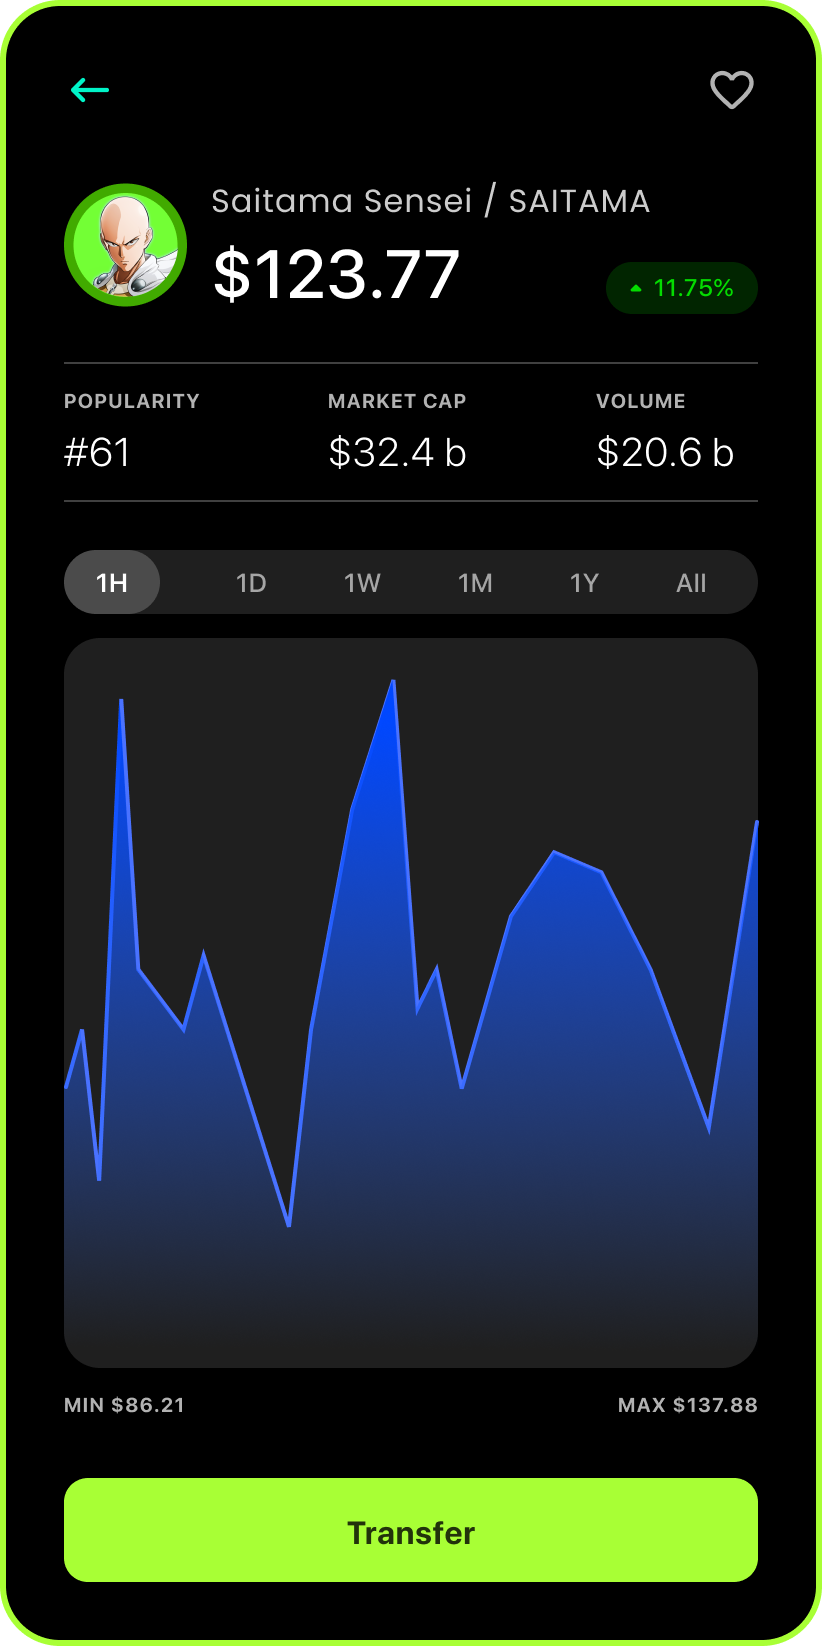 Saitama Sensei / SAITAMA
$123.77
11.75%
POPULARITY MARKET CAP VOLUME
#61 $32.4 b $20.6 b
1H 1D 1W 1M 1Y All
MIN $86.21 MAX $137.88
Transfer